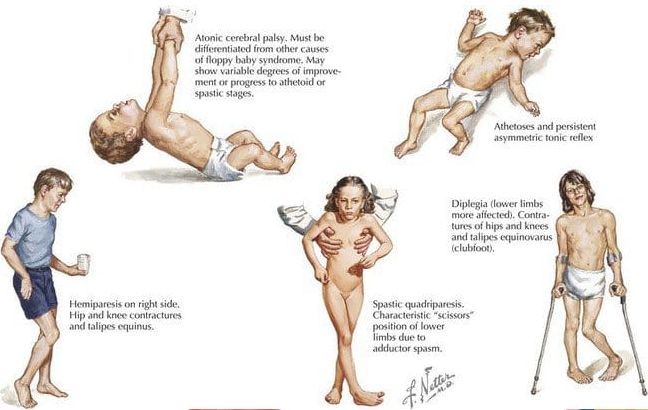 Atonic cerebral palsy. Must be
differentiated from other causes
of floppy baby syndrome. May
show variable degrees of improve-
ment or progress to athetoid or
spastic stages.
Athetoses and persistent
asymmetric tonic reflex
Diplegia (lower limbs
more affected). Contra-
tures of hips and knees
and talipes equinovarus
(clubfoot).
Hemiparesis on right side.
Hip and knee contractures
and talipes equinus.
Spastic quadriparesis.
Characteristic “scissors”
position of lower
limbs due to
adductor spasm.
F. Netter
M.D.